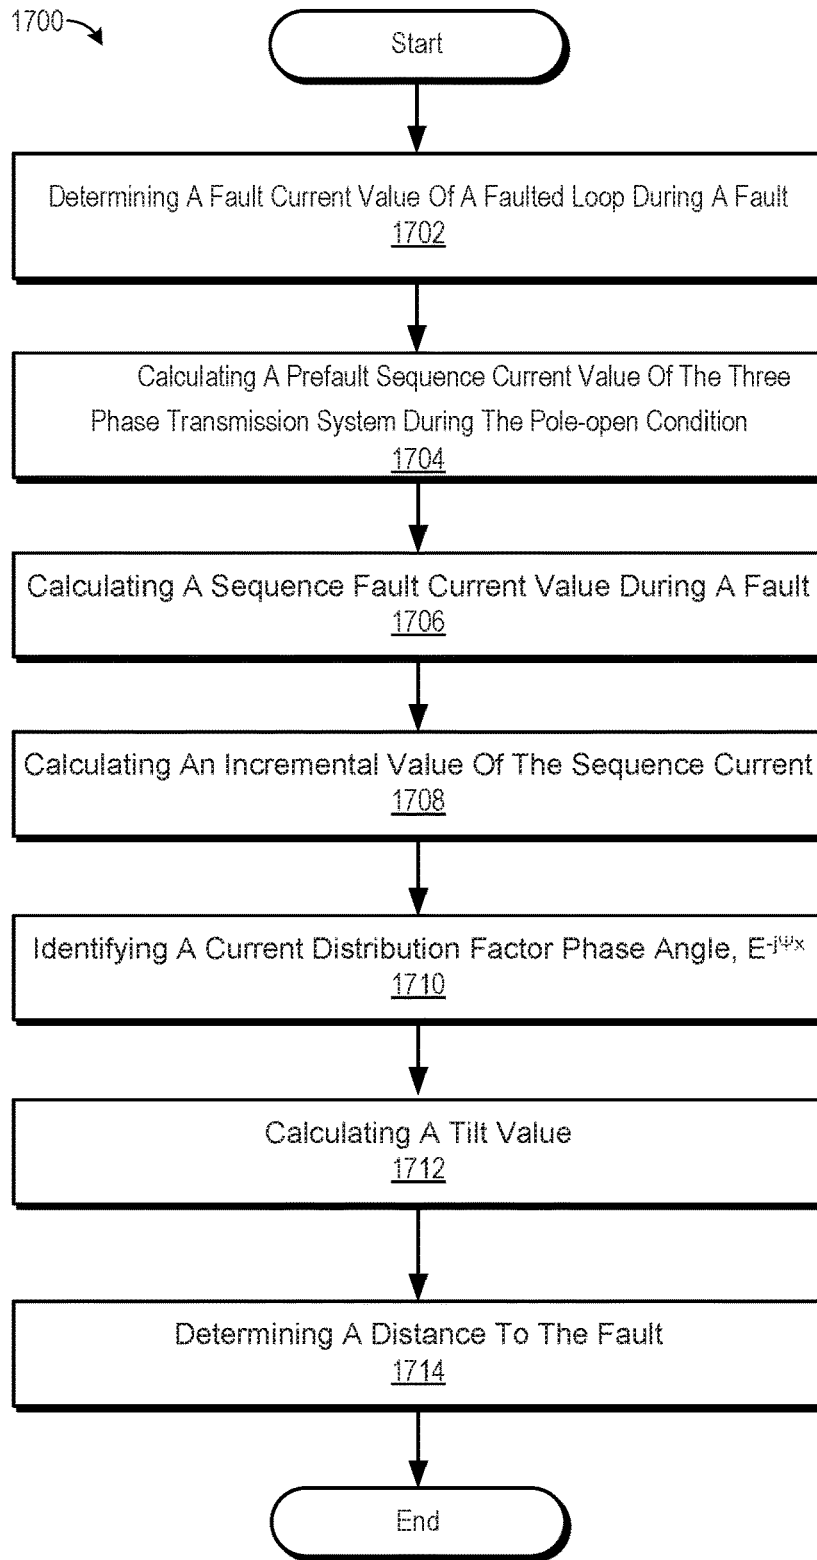 1700
Start
Determining A Fault Current Value Of A Faulted Loop During A Fault
1702
Calculating A Prefault Sequence Current Value Of The Three
Phase Transmission System During The Pole-open Condition
1704
Calculating A Sequence Fault Current Value During A Fault
1706
Calculating An Incremental Value Of The Sequence Current
1708
Identifying A Current Distribution Factor Phase Angle, E⁻ʲᵠˣ
1710
Calculating A Tilt Value
1712
Determining A Distance To The Fault
1714
End